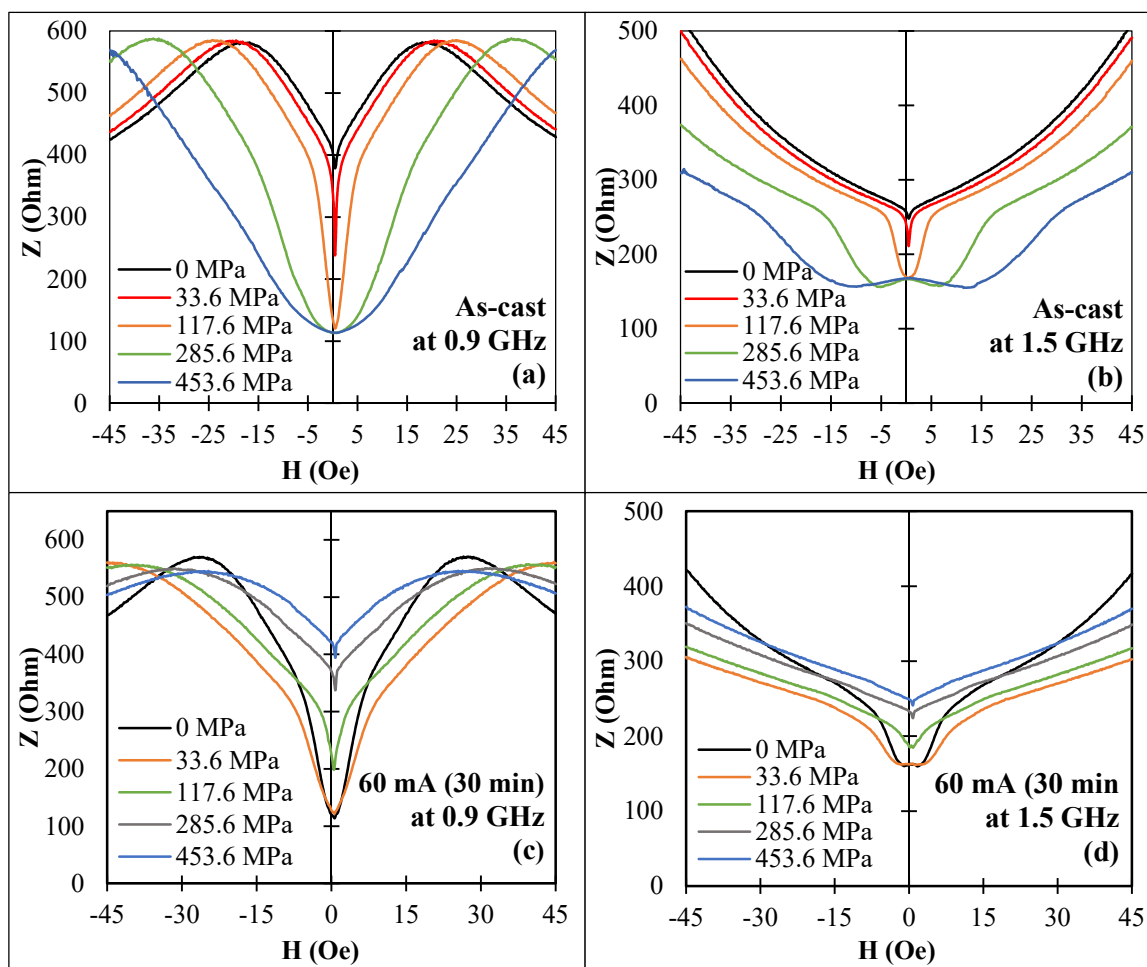 600
500
400
300
200
100
0
Z (Ohm)
-45 -35 -25 -15 -5 5 15 25 35 45
H (Oe)
0 MPa
33.6 MPa
117.6 MPa
285.6 MPa
453.6 MPa
As-cast
at 0.9 GHz
(a)
500
400
300
200
100
0
Z (Ohm)
-45 -35 -25 -15 -5 5 15 25 35 45
H (Oe)
0 MPa
33.6 MPa
117.6 MPa
285.6 MPa
453.6 MPa
As-cast
at 1.5 GHz
(b)
600
500
400
300
200
100
0
Z (Ohm)
-45 -30 -15 0 15 30 45
H (Oe)
0 MPa
33.6 MPa
117.6 MPa
285.6 MPa
453.6 MPa
60 mA (30 min)
at 0.9 GHz
(c)
500
400
300
200
100
0
Z (Ohm)
-45 -30 -15 0 15 30 45
H (Oe)
0 MPa
33.6 MPa
117.6 MPa
285.6 MPa
453.6 MPa
60 mA (30 min
at 1.5 GHz
(d)